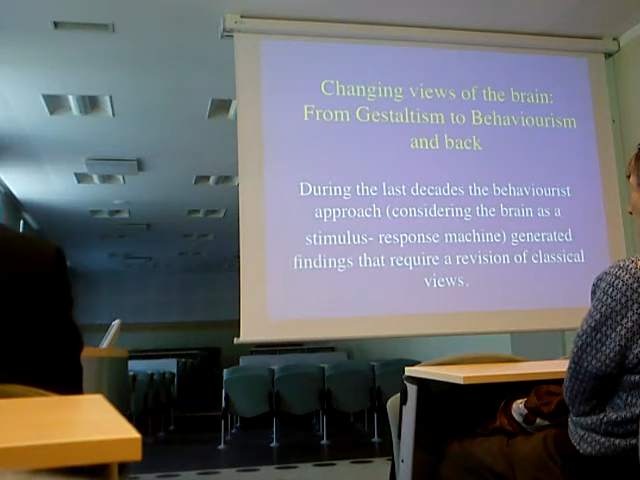 Changing views of the brain:
From Gestaltism to Behaviourism
and back
During the last decades the behaviourist
approach (considering the brain as a
stimulus- response machine) generated
findings that require a revision of classical
views.